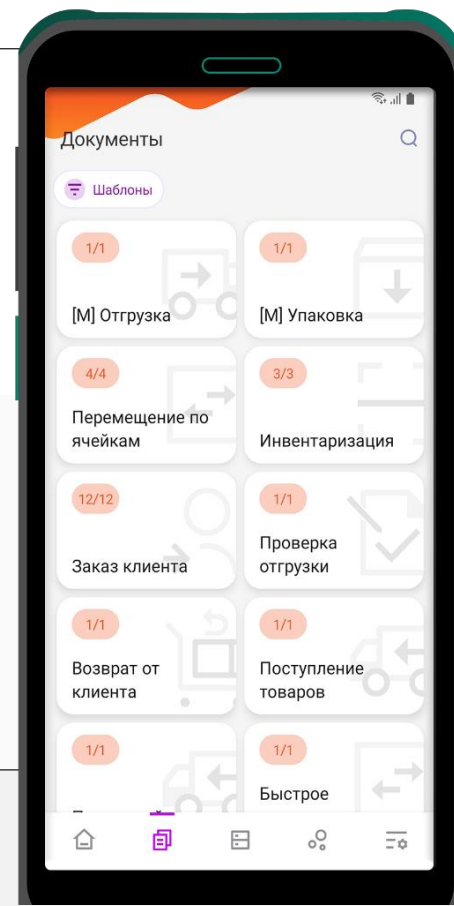 Документы
Шаблоны
1/1
1/1
[М] Отгрузка
[М] Упаковка
4/4
3/3
Перемещение по
ячейкам
Инвентаризация
12/12
1/1
Заказ клиента
Проверка
отгрузки
1/1
1/1
Возврат от
клиента
Поступление
товаров
1/1
1/1
Быстрое